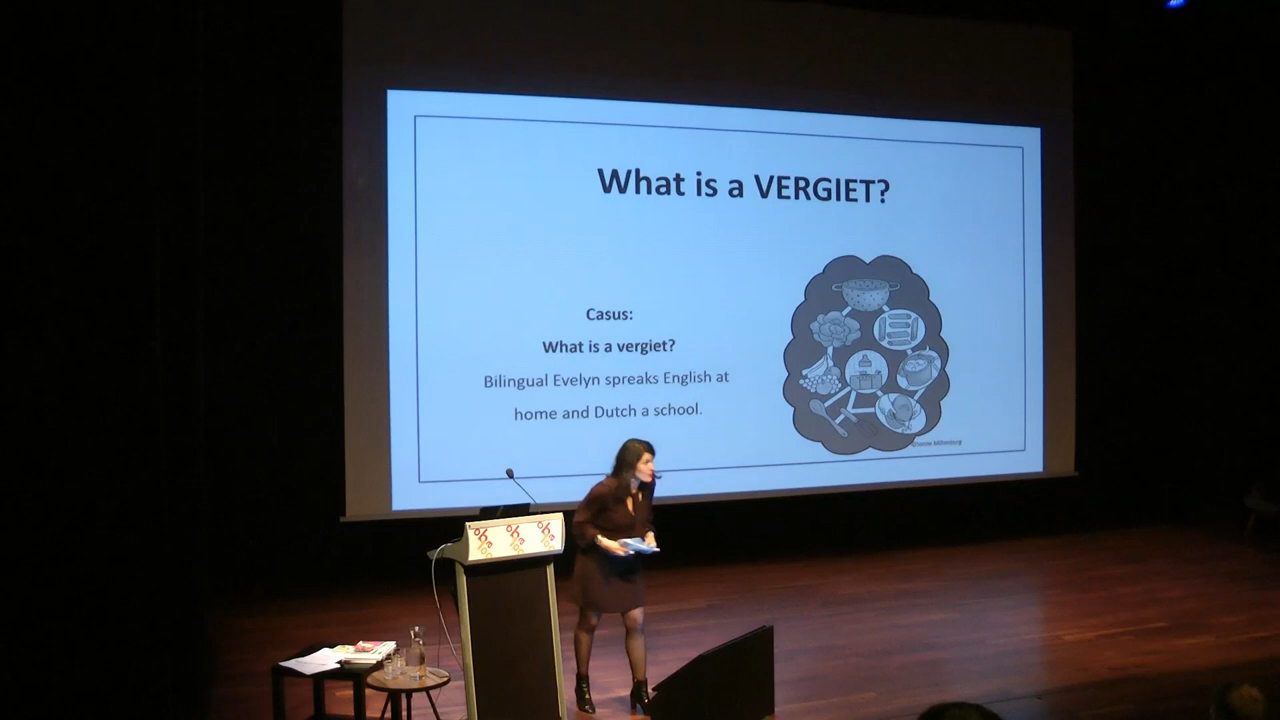 What is a VERGIET?
Casus:
What is a vergiet?
Bilingual Evelyn spreaks English at
home and Dutch a school.